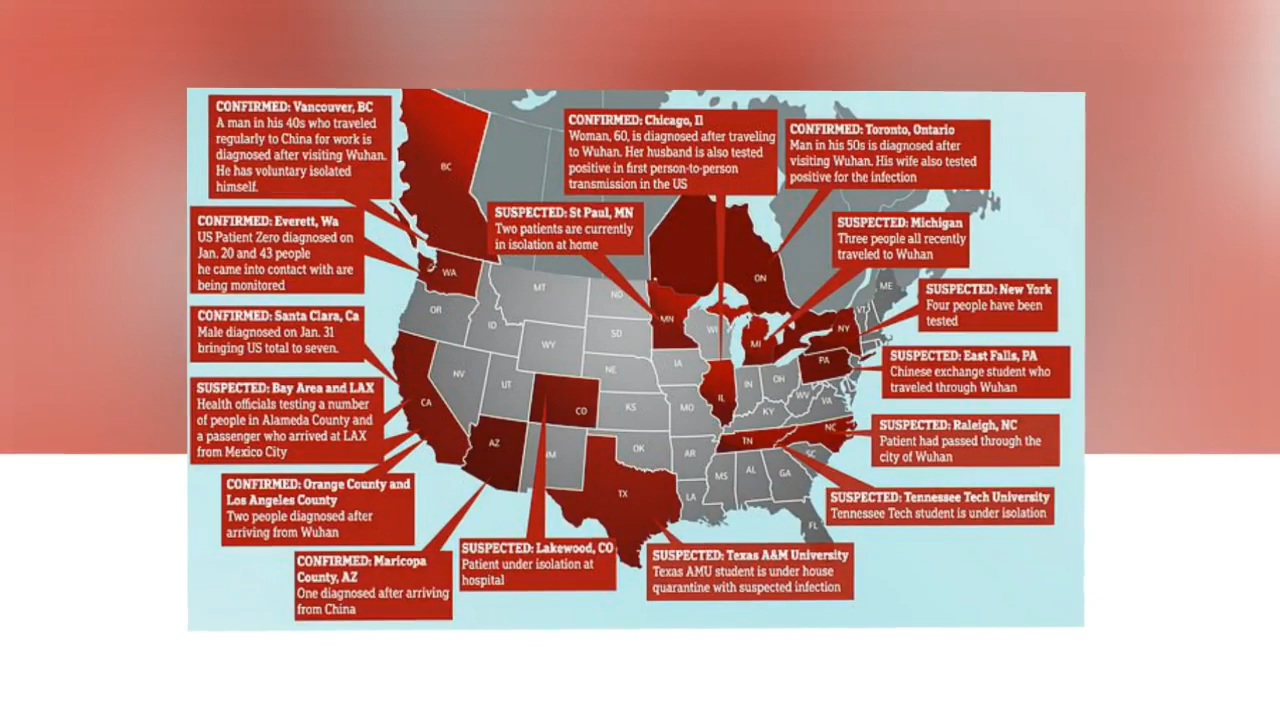 CONFIRMED: Vancouver, BC
A man in his 40s who traveled
regularly to China for work is
diagnosed after visiting Wuhan.
He has voluntary isolated
himself.
CONFIRMED: Everett, Wa
US Patient Zero diagnosed on
Jan. 20 and 43 people
he came into contact with are
being monitored
CONFIRMED: Santa Clara, Ca
Male diagnosed on Jan. 31
bringing US total to seven.
SUSPECTED: Bay Area and LAX
Health officials testing a number
of people in Alameda County and
a passenger who arrived at LAX
from Mexico City
CONFIRMED: Orange County and
Los Angeles County
Two people diagnosed after
arriving from Wuhan
CONFIRMED: Maricopa
County, AZ
One diagnosed after arriving
from China
SUSPECTED: Lakewood, CO
Patient under isolation at
hospital
CONFIRMED: Chicago, Il
Woman, 60, is diagnosed after traveling
to Wuhan. Her husband is also tested
positive in first person-to-person
transmission in the US
SUSPECTED: St Paul, MN
Two patients are currently
in isolation at home
CONFIRMED: Toronto, Ontario
Man in his 50s is diagnosed after
visiting Wuhan. His wife also tested
positive for the infection
SUSPECTED: Michigan
Three people all recently
traveled to Wuhan
SUSPECTED: New York
Four people have been
tested
SUSPECTED: East Falls, PA
Chinese exchange student who
traveled through Wuhan
SUSPECTED: Raleigh, NC
Patient had passed through the
city of Wuhan
SUSPECTED: Tennessee Tech University
Tennessee Tech student is under isolation
SUSPECTED: Texas A&M University
Texas AMU student is under house
quarantine with suspected infection
BC
ON
WA
MT
ND
MN
WI
MI
NY
VT
ME
OR
ID
SD
WY
IA
PA
NV
UT
NE
IL
IN
OH
WV
VA
CA
CO
KS
MO
KY
AZ
OK
AR
TN
NC
SC
TX
LA
MS
AL
GA
FL